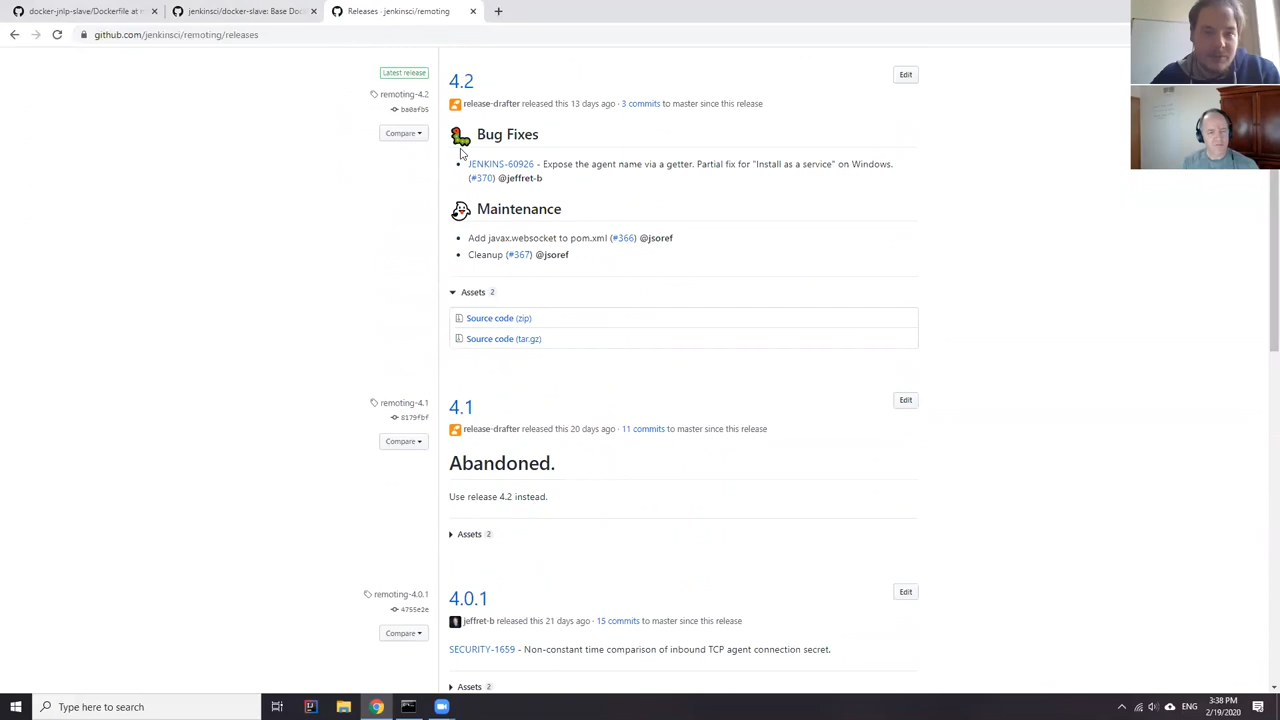 docker-jnlp-slave/Dockerfile at m
jenkinsci/docker-slave: Base Doc
Releases · jenkinsci/remoting
github.com/jenkinsci/remoting/releases
Latest release
remoting-4.2
ba0afb5
Compare
4.2
Edit
release-drafter released this 13 days ago · 3 commits to master since this release
Bug Fixes
JENKINS-60926 - Expose the agent name via a getter. Partial fix for "Install as a service" on Windows.
(#370) @jeffret-b
Maintenance
Add javax.websocket to pom.xml (#366) @jsoref
Cleanup (#367) @jsoref
Assets 2
Source code (zip)
Source code (tar.gz)
remoting-4.1
8179fbf
Compare
4.1
Edit
release-drafter released this 20 days ago · 11 commits to master since this release
Abandoned.
Use release 4.2 instead.
Assets 2
remoting-4.0.1
4755e2e
Compare
4.0.1
Edit
jeffret-b released this 21 days ago · 15 commits to master since this release
SECURITY-1659 - Non-constant time comparison of inbound TCP agent connection secret.
Assets 2
Type here to search
ENG
3:38 PM
2/19/2020